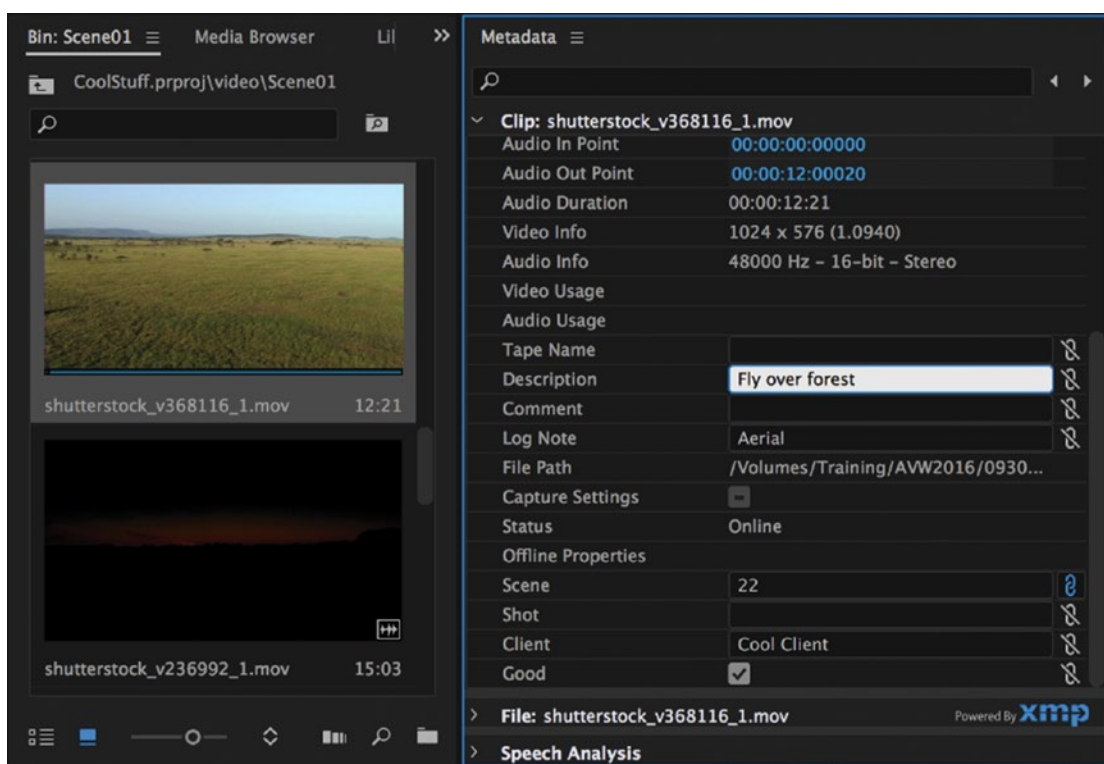 Bin: Scene01
Media Browser
Lil
CoolStuff.prproj\video\Scene01
shutterstock_v368116_1.mov 12:21
shutterstock_v236992_1.mov 15:03
Metadata
Clip: shutterstock_v368116_1.mov
Audio In Point 00:00:00:00000
Audio Out Point 00:00:12:00020
Audio Duration 00:00:12:21
Video Info 1024 x 576 (1.0940)
Audio Info 48000 Hz – 16-bit – Stereo
Video Usage
Audio Usage
Tape Name
Description Fly over forest
Comment
Log Note Aerial
File Path /Volumes/Training/AVW2016/0930...
Capture Settings
Status Online
Offline Properties
Scene 22
Shot
Client Cool Client
Good
File: shutterstock_v368116_1.mov Powered By xmp
Speech Analysis